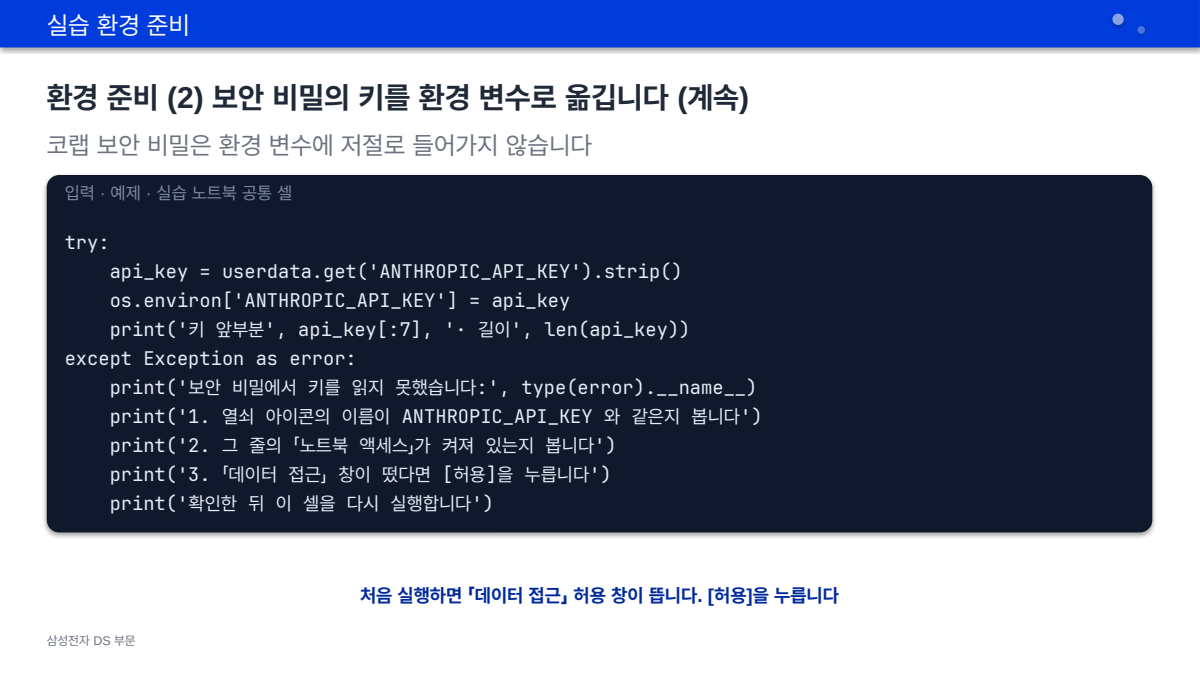 실습 환경 준비
환경 준비 (2) 보안 비밀의 키를 환경 변수로 옮깁니다 (계속)
코랩 보안 비밀은 환경 변수에 저절로 들어가지 않습니다
입력 · 예제 · 실습 노트북 공통 셀
try:
    api_key = userdata.get('ANTHROPIC_API_KEY').strip()
    os.environ['ANTHROPIC_API_KEY'] = api_key
    print('키 앞부분', api_key[:7], '· 길이', len(api_key))
except Exception as error:
    print('보안 비밀에서 키를 읽지 못했습니다:', type(error).__name__)
    print('1. 열쇠 아이콘의 이름이 ANTHROPIC_API_KEY 와 같은지 봅니다')
    print('2. 그 줄의 「노트북 액세스」가 켜져 있는지 봅니다')
    print('3. 「데이터 접근」 창이 떴다면 [허용]을 누릅니다')
    print('확인한 뒤 이 셀을 다시 실행합니다')
처음 실행하면 「데이터 접근」 허용 창이 뜹니다. [허용]을 누릅니다
삼성전자 DS 부문